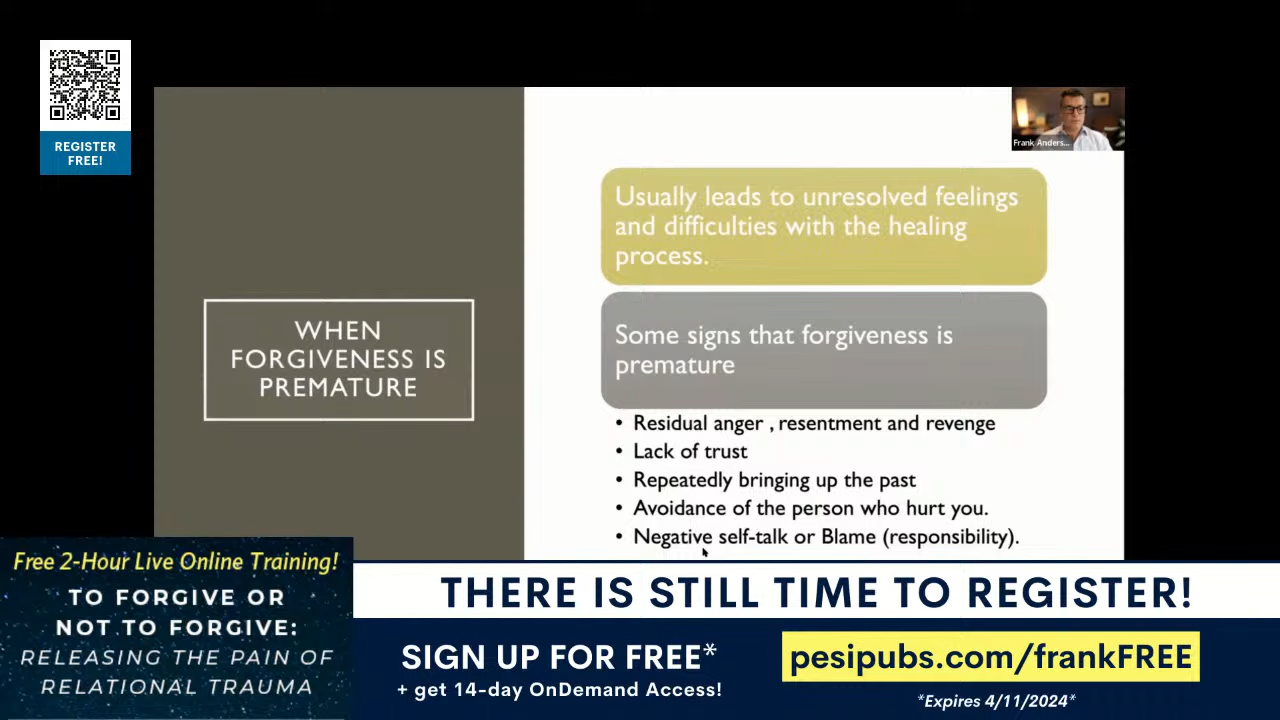 REGISTER
FREE!
Frank Anders...
WHEN
FORGIVENESS IS
PREMATURE
Usually leads to unresolved feelings
and difficulties with the healing
process.
Some signs that forgiveness is
premature
• Residual anger , resentment and revenge
• Lack of trust
• Repeatedly bringing up the past
• Avoidance of the person who hurt you.
• Negative self-talk or Blame (responsibility).
Free 2-Hour Live Online Training!
TO FORGIVE OR
NOT TO FORGIVE:
RELEASING THE PAIN OF
RELATIONAL TRAUMA
THERE IS STILL TIME TO REGISTER!
SIGN UP FOR FREE*
+ get 14-day OnDemand Access!
pesipubs.com/frankFREE
*Expires 4/11/2024*